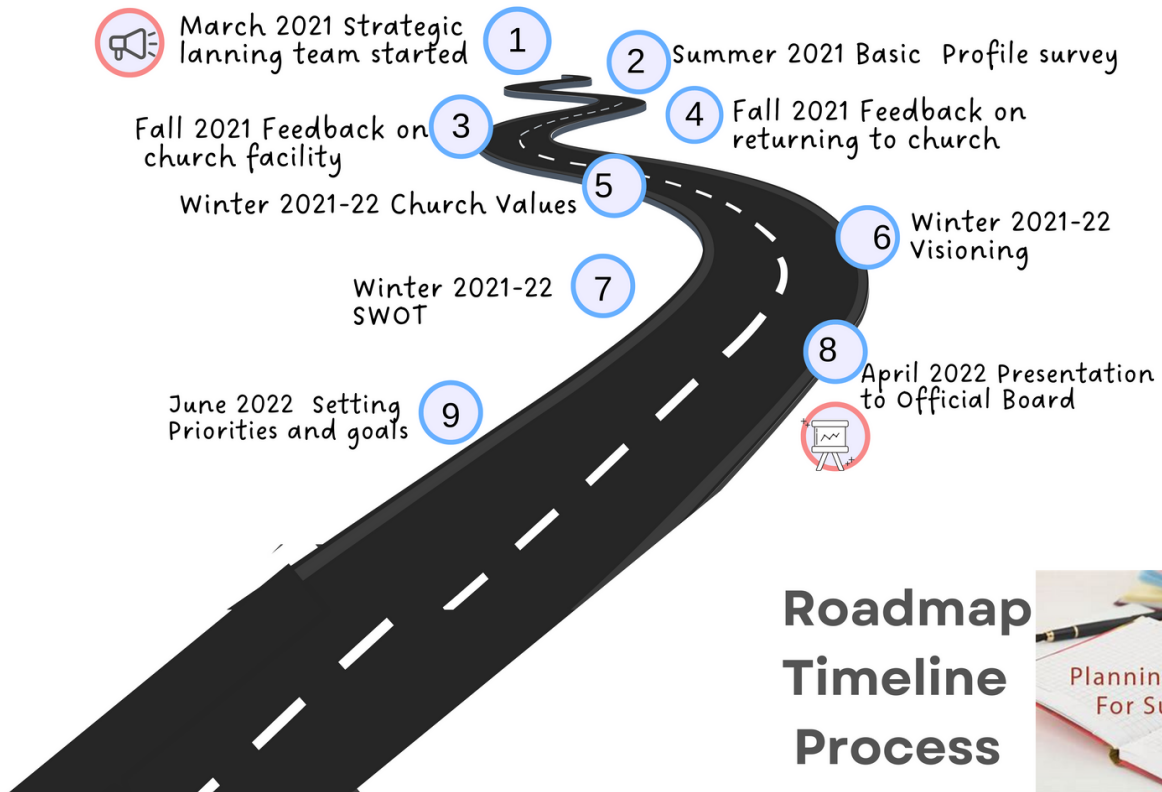 March 2021 Strategic
lanning team started
1
2
Summer 2021 Basic Profile survey
3
Fall 2021 Feedback on
church facility
4
Fall 2021 Feedback on
returning to church
5
Winter 2021-22 Church Values
6
Winter 2021-22
Visioning
7
Winter 2021-22
SWOT
8
April 2022 Presentation
to Official Board
9
June 2022 Setting
Priorities and goals
Roadmap
Timeline
Process
Plannin
For Su